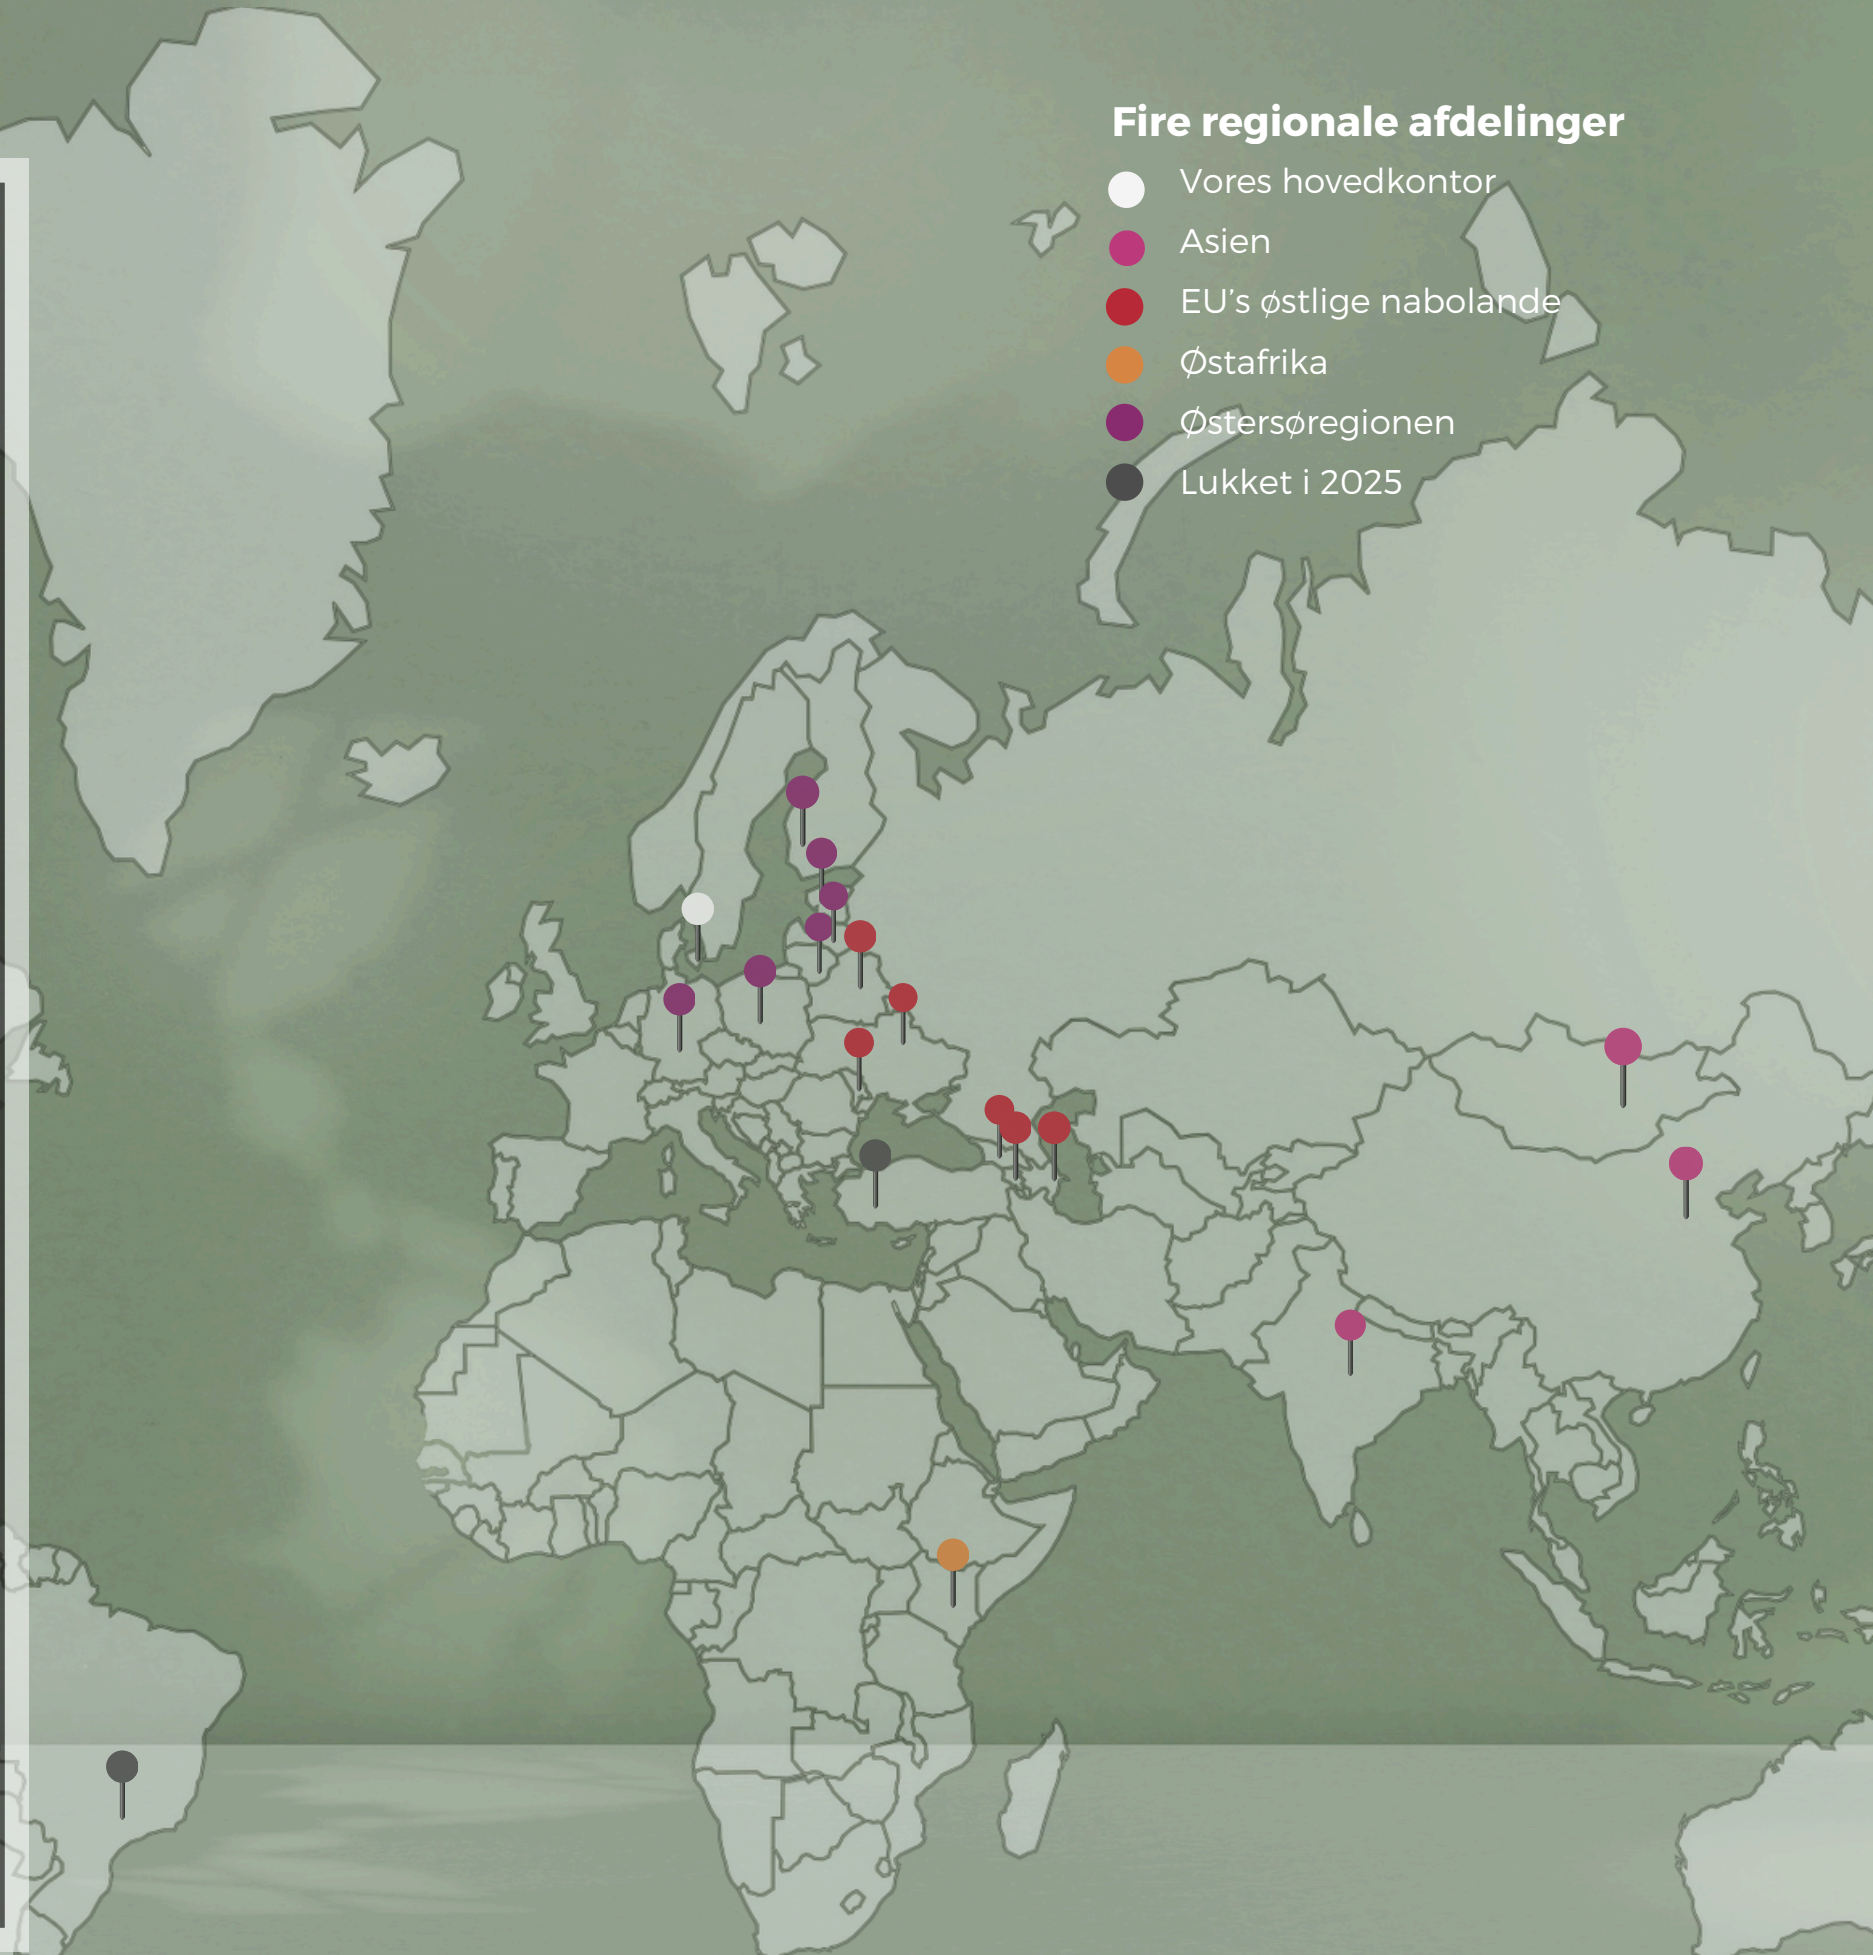 Fire regionale afdelinger
Vores hovedkontor
Asien
EU’s østlige nabolande
Østafrika
Østersøregionen
Lukket i 2025